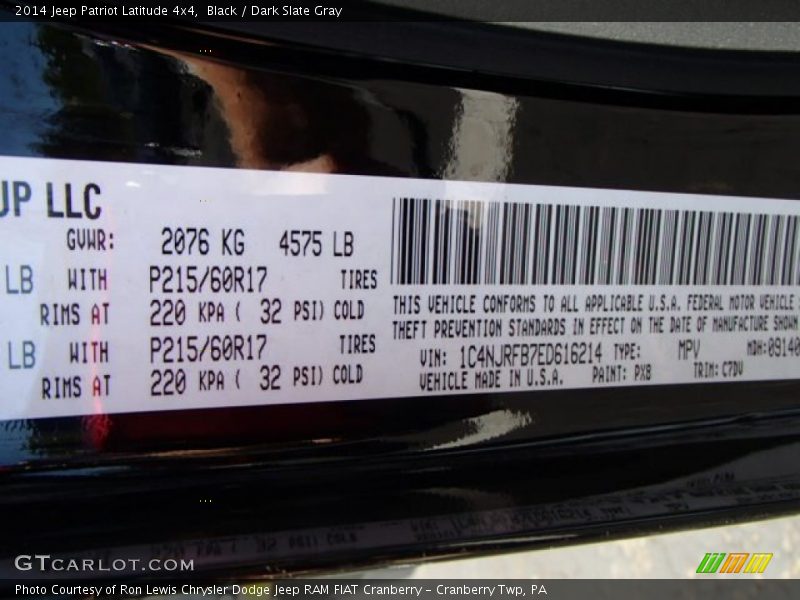 2014 Jeep Patriot Latitude 4x4, Black / Dark Slate Gray
UP LLC
GVWR: 2076 KG 4575 LB
LB WITH P215/60R17 TIRES
RIMS AT 220 KPA ( 32 PSI) COLD
LB WITH P215/60R17 TIRES
RIMS AT 220 KPA ( 32 PSI) COLD
THIS VEHICLE CONFORMS TO ALL APPLICABLE U.S.A. FEDERAL MOTOR VEHICLE
THEFT PREVENTION STANDARDS IN EFFECT ON THE DATE OF MANUFACTURE SHOWN
VIN: 1C4NJRFB7ED616214 TYPE: MPV MDH: 09140
VEHICLE MADE IN U.S.A. PAINT: PX8 TRIM: C7DV
GTCARLOT.COM
Photo Courtesy of Ron Lewis Chrysler Dodge Jeep RAM FIAT Cranberry – Cranberry Twp, PA